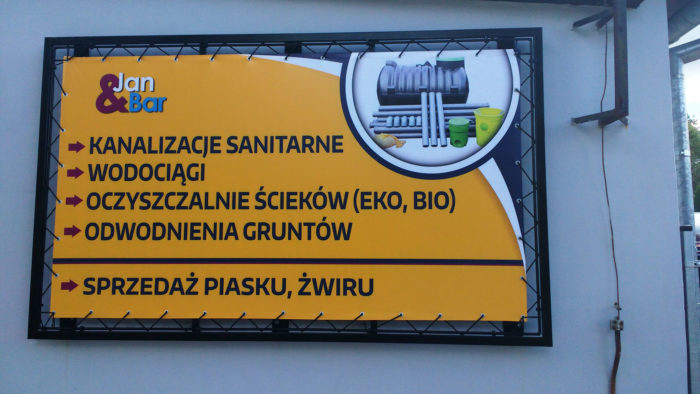 Jan
&Bar
KANALIZACJE SANITARNE
WODOCIĄGI
OCZYSZCZALNIE ŚCIEKÓW (EKO, BIO)
ODWODNIENIA GRUNTÓW
SPRZEDAŻ PIASKU, ŻWIRU